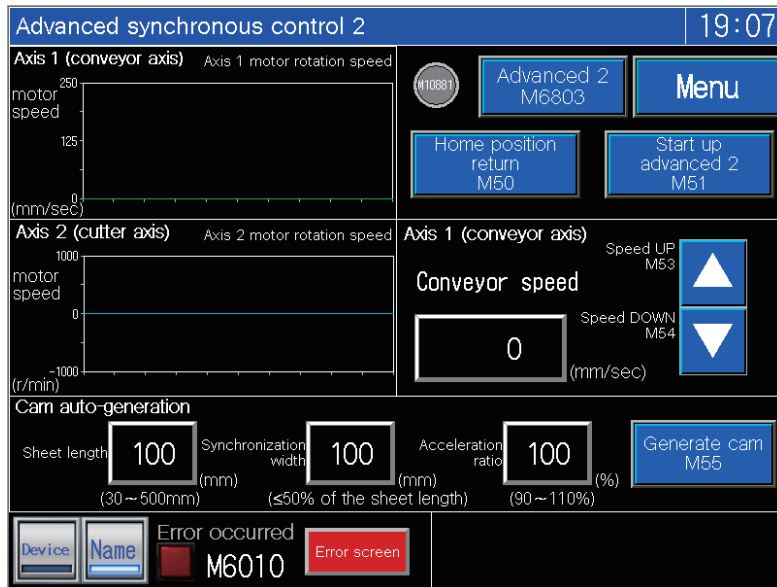 Advanced synchronous control 2
19:07
Axis 1 (conveyor axis)
Axis 1 motor rotation speed
motor
speed
250
125
0
(mm/sec)
M10881
Advanced 2
M6803
Menu
Home position
return
M50
Start up
advanced 2
M51
Axis 2 (cutter axis)
Axis 2 motor rotation speed
motor
speed
1000
0
-1000
(r/min)
Axis 1 (conveyor axis)
Speed UP
M53
Conveyor speed
Speed DOWN
M54
0
(mm/sec)
Cam auto-generation
Sheet length
100
(mm)
(30~500mm)
Synchronization
width
100
(mm)
(≤50% of the sheet length)
Acceleration
ratio
100
(%)
(90~110%)
Generate cam
M55
Device
Name
Error occurred
M6010
Error screen